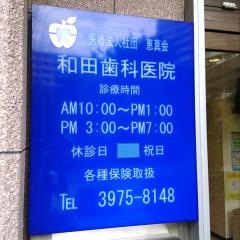 医療法人社団 恵真会
和田歯科医院
診療時間
AM10:00～PM1:00
PM 3:00～PM7:00
休診日 祝日
各種保険取扱
TEL 3975-8148